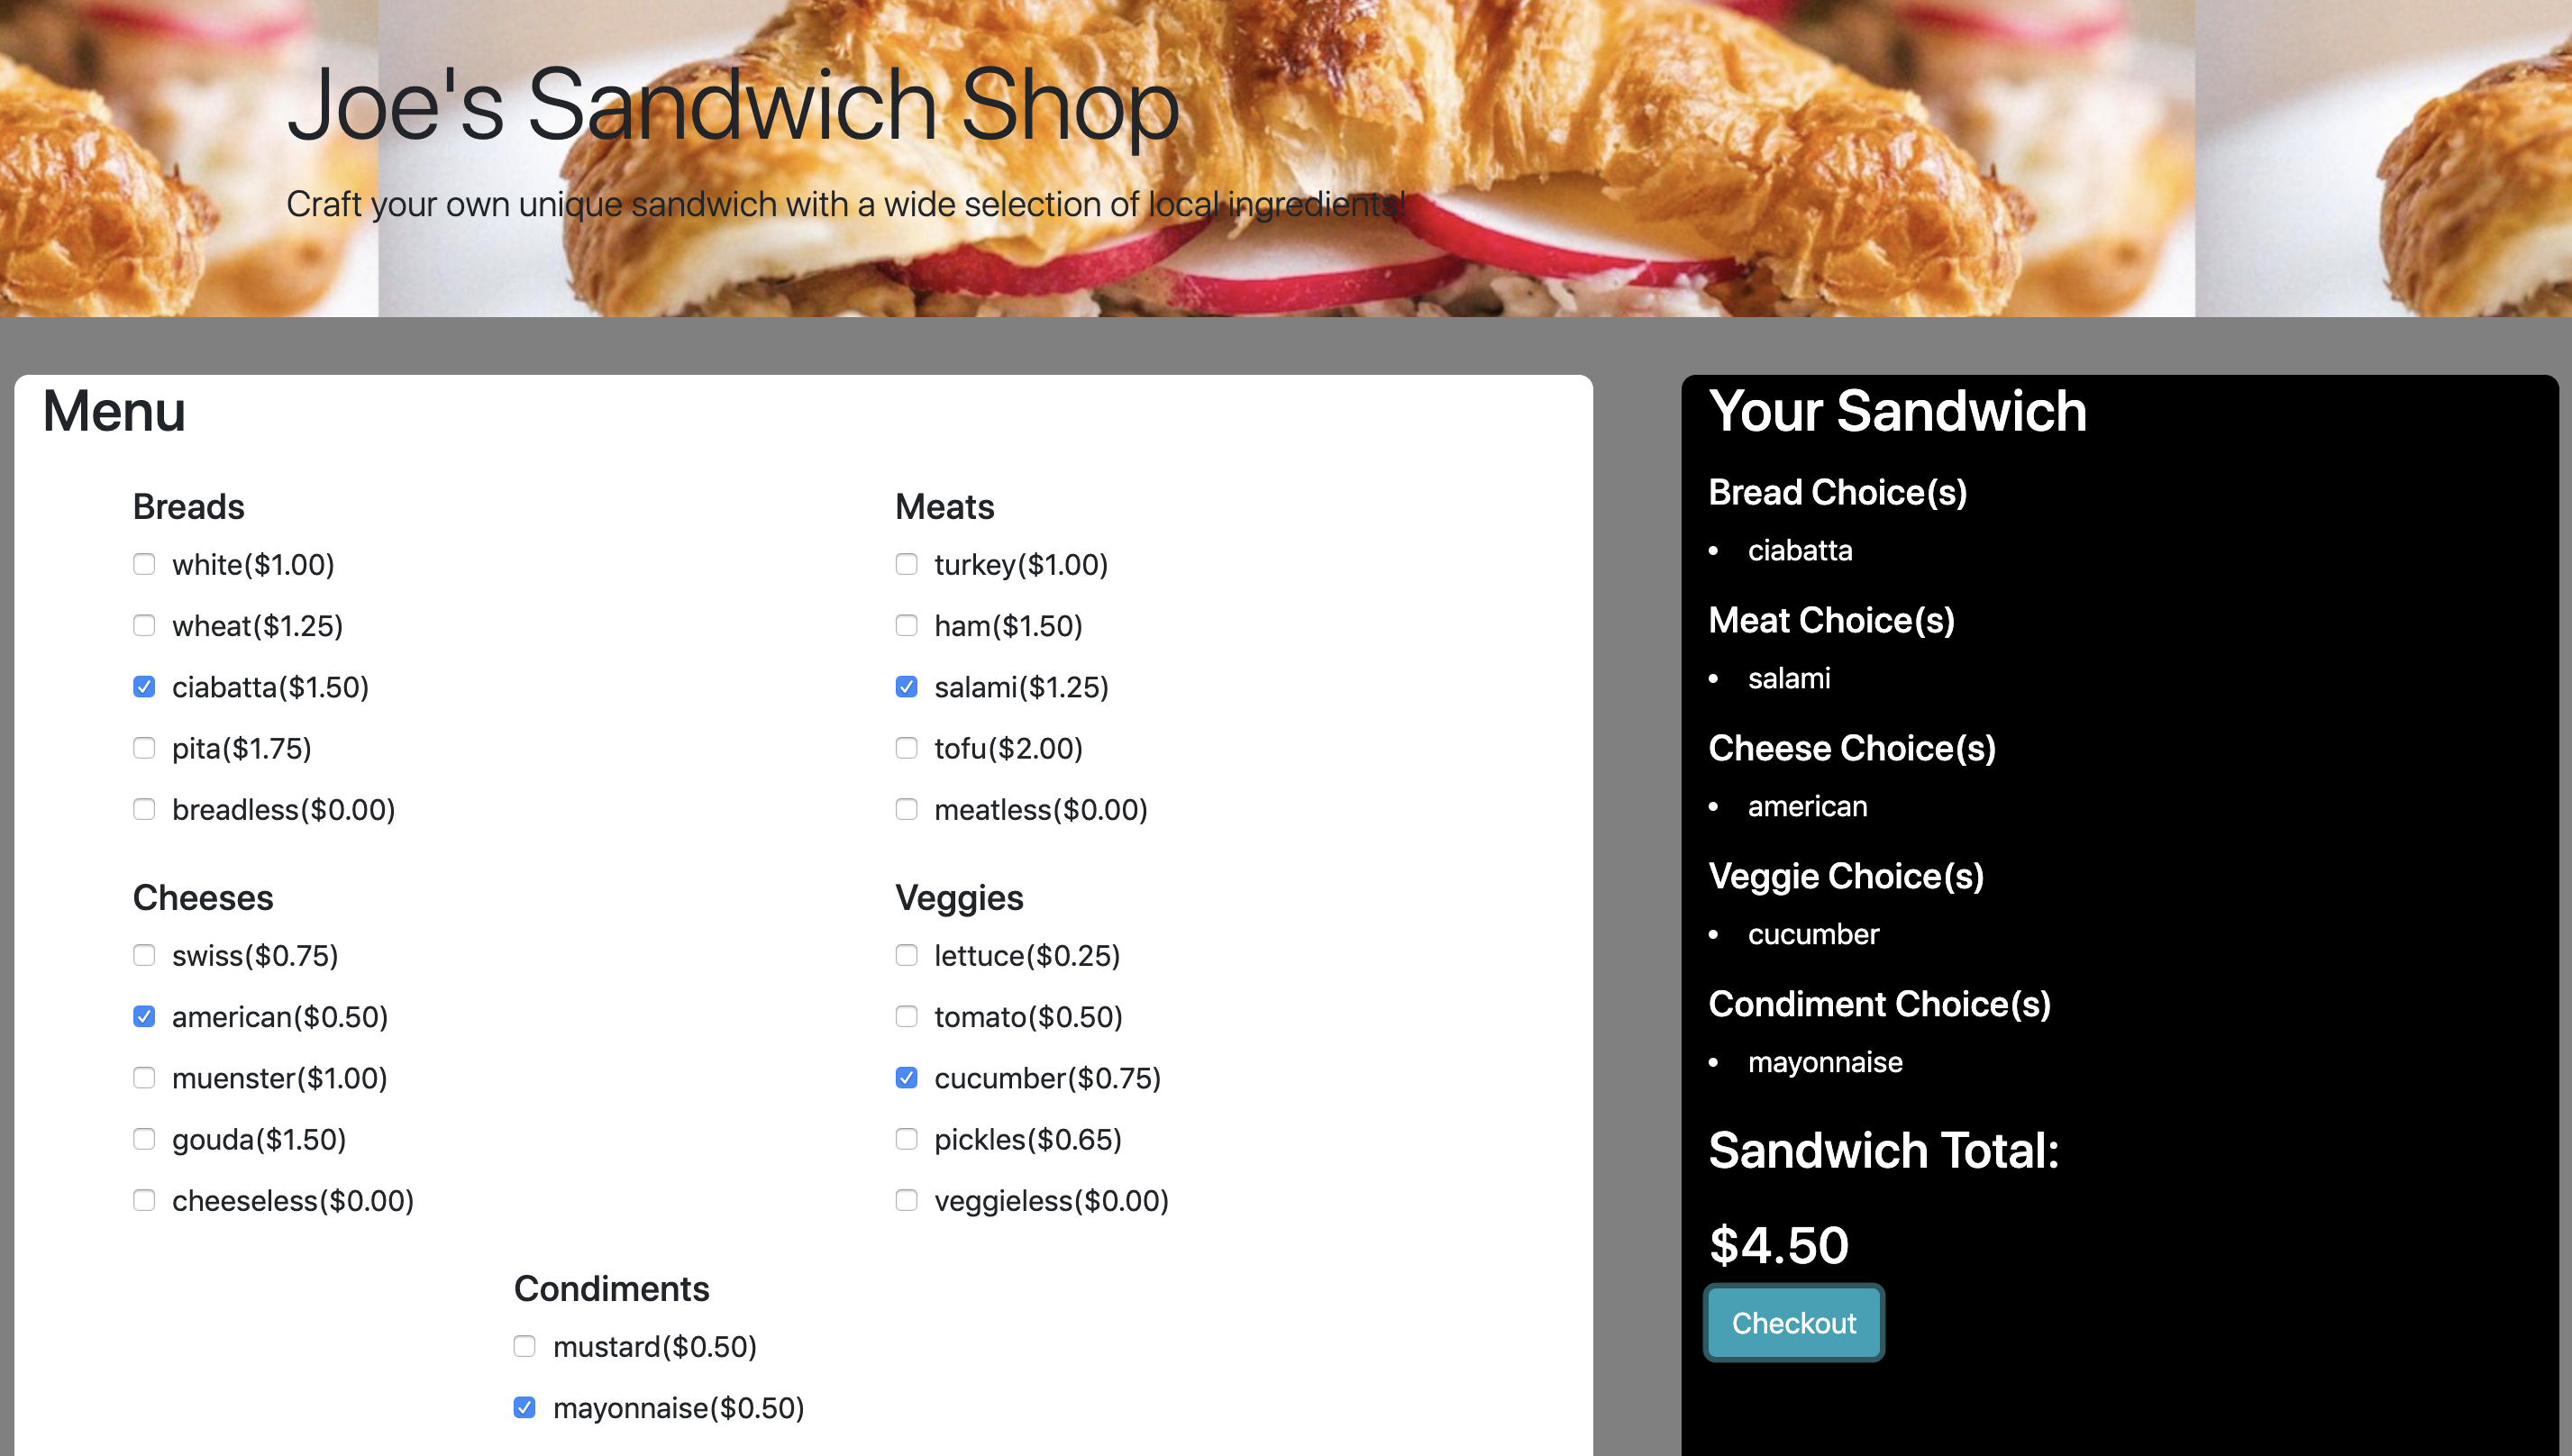 Joe's Sandwich Shop
Craft your own unique sandwich with a wide selection of local ingredients!
Menu
Breads
white($1.00)
wheat($1.25)
ciabatta($1.50)
pita($1.75)
breadless($0.00)
Meats
turkey($1.00)
ham($1.50)
salami($1.25)
tofu($2.00)
meatless($0.00)
Cheeses
swiss($0.75)
american($0.50)
muenster($1.00)
gouda($1.50)
cheeseless($0.00)
Veggies
lettuce($0.25)
tomato($0.50)
cucumber($0.75)
pickles($0.65)
veggieless($0.00)
Condiments
mustard($0.50)
mayonnaise($0.50)
Your Sandwich
Bread Choice(s)
• ciabatta
Meat Choice(s)
• salami
Cheese Choice(s)
• american
Veggie Choice(s)
• cucumber
Condiment Choice(s)
• mayonnaise
Sandwich Total:
$4.50
Checkout